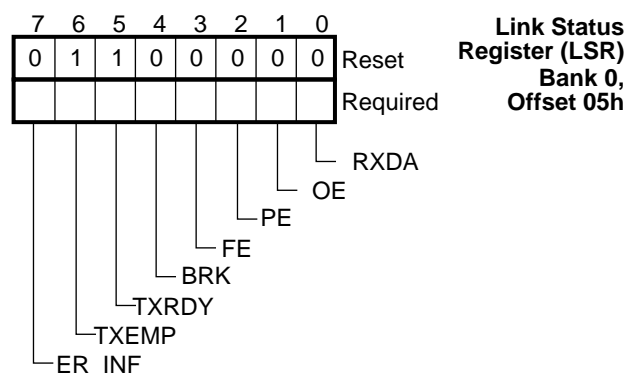 7 6 5 4 3 2 1 0
Link Status
Register (LSR)
Bank 0,
Offset 05h
0 1 1 0 0 0 0 0 Reset
Required
RXDA
OE
PE
FE
BRK
TXRDY
TXEMP
ER_INF